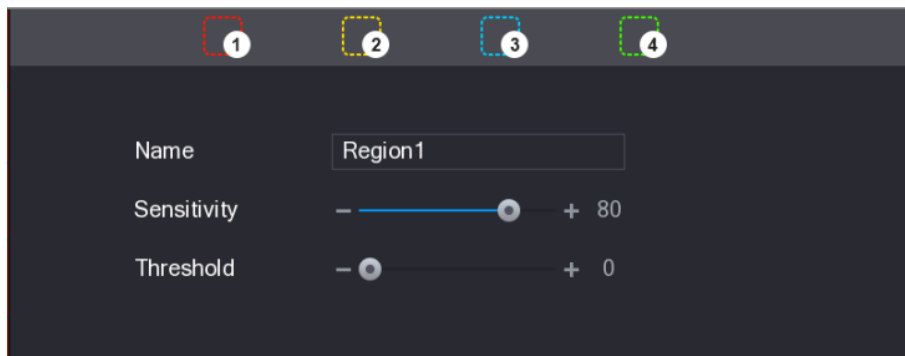 1 2 3 4
Name Region1
Sensitivity − + 80
Threshold − + 0